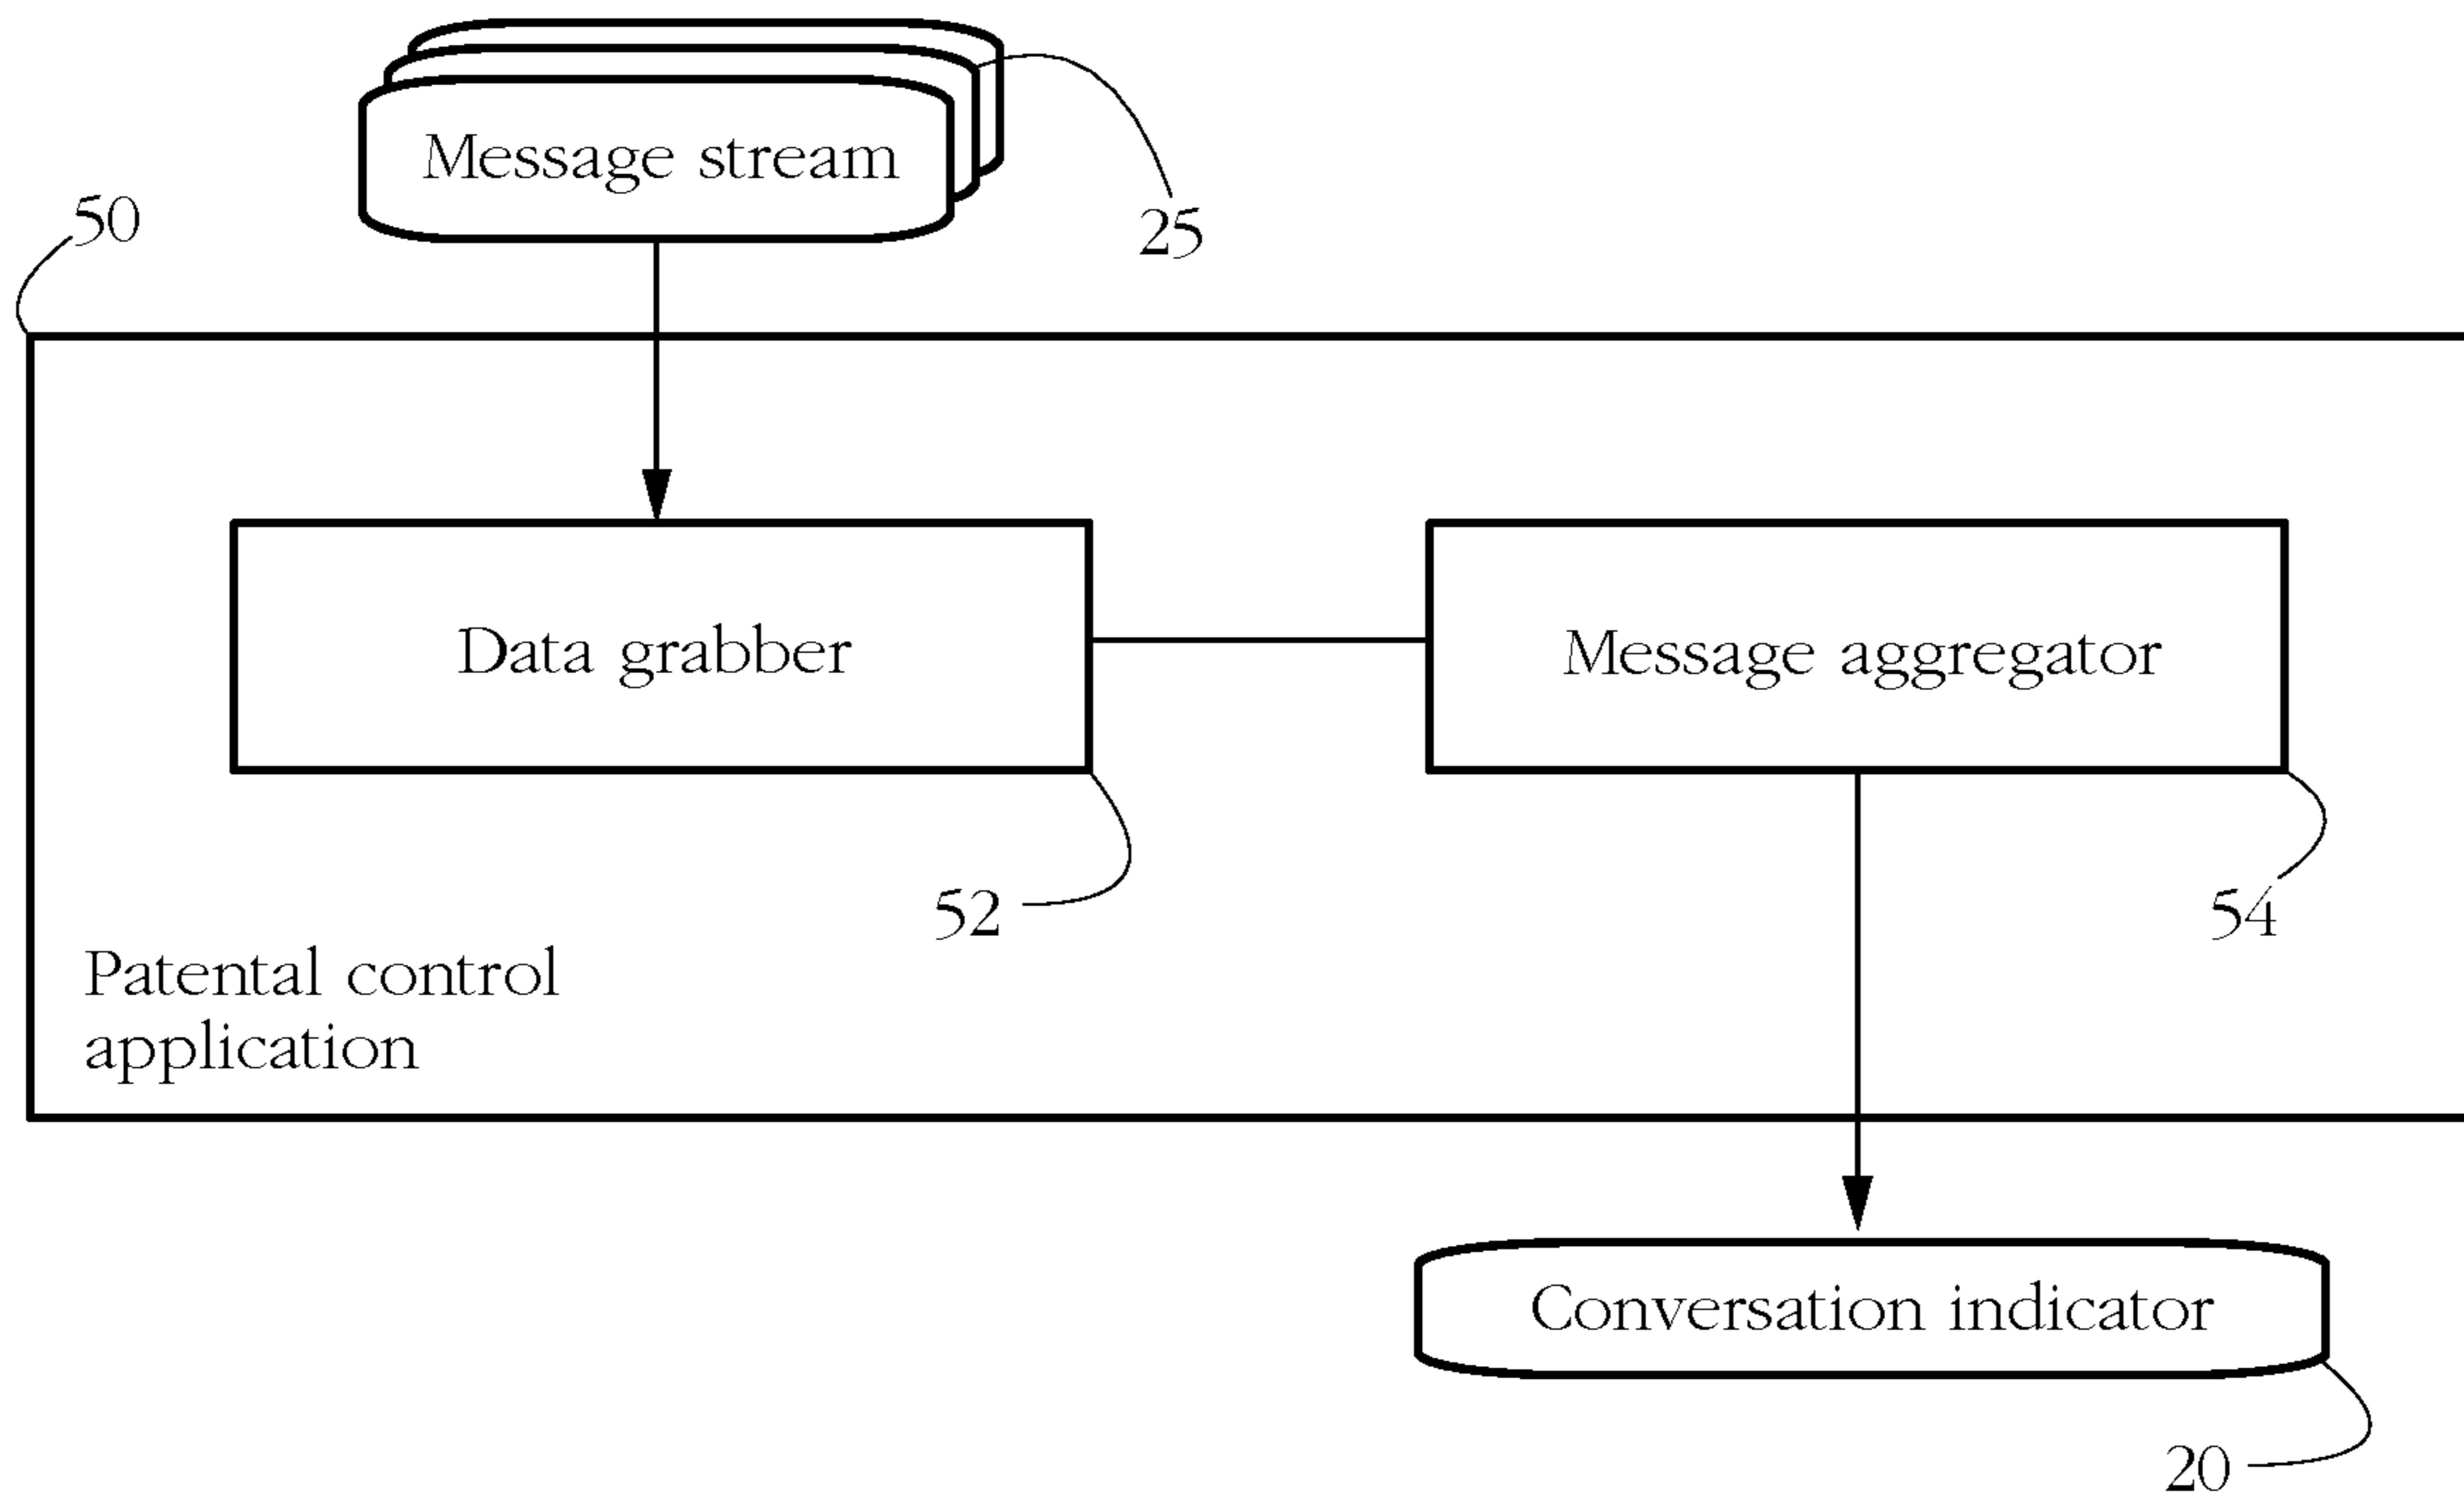 Message stream
50
25
Data grabber
Message aggregator
52
54
Patental control
application
Conversation indicator
20